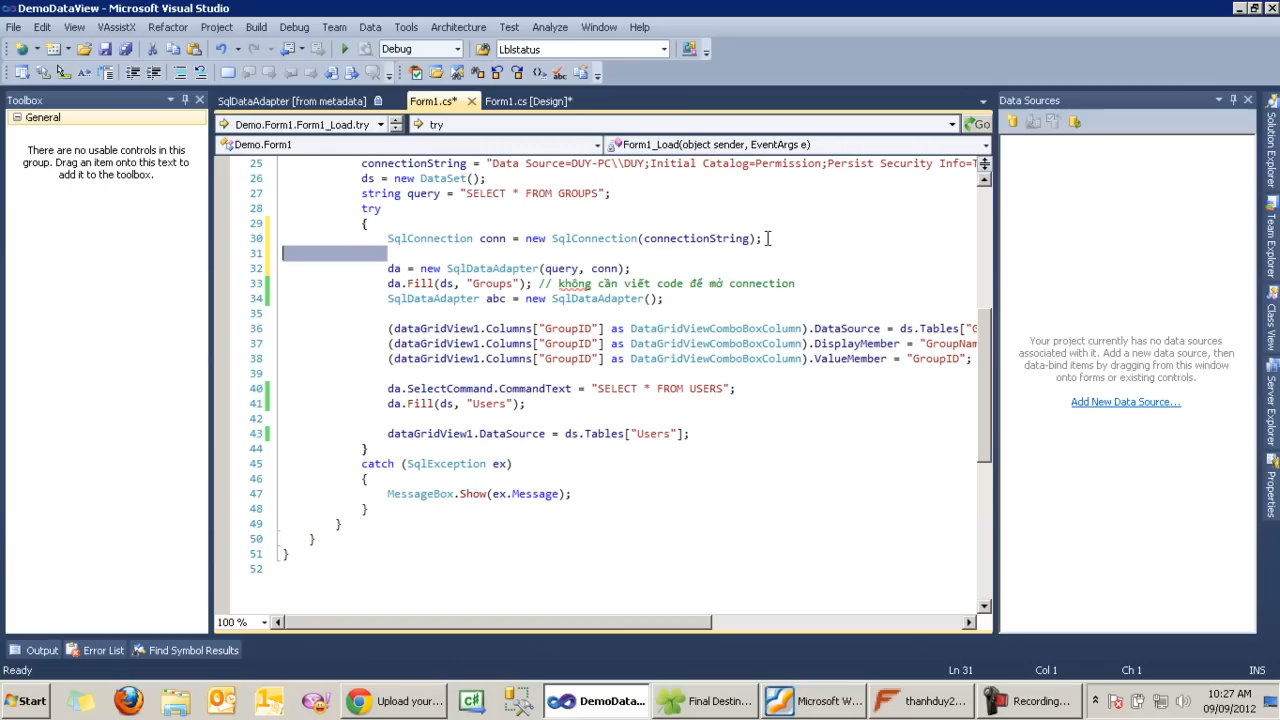 DemoDataView - Microsoft Visual Studio
File Edit View VAssistX Refactor Project Build Debug Team Data Tools Architecture Test Analyze Window Help
Debug Lblstatus
Toolbox
SqlDataAdapter [from metadata] Form1.cs* Form1.cs [Design]*
Data Sources
General
Demo.Form1.Form1_Load.try try Go
Demo.Form1 Form1_Load(object sender, EventArgs e)
There are no usable controls in this
group. Drag an item onto this text to
add it to the toolbox.
25 connectionString = "Data Source=DUY-PC\\DUY;Initial Catalog=Permission;Persist Security Info=T
26 ds = new DataSet();
27 string query = "SELECT * FROM GROUPS";
28 try
29 {
30 SqlConnection conn = new SqlConnection(connectionString);
31
32 da = new SqlDataAdapter(query, conn);
33 da.Fill(ds, "Groups"); // không cần viết code để mở connection
34 SqlDataAdapter abc = new SqlDataAdapter();
35
36 (dataGridView1.Columns["GroupID"] as DataGridViewComboBoxColumn).DataSource = ds.Tables["G
37 (dataGridView1.Columns["GroupID"] as DataGridViewComboBoxColumn).DisplayMember = "GroupNam
38 (dataGridView1.Columns["GroupID"] as DataGridViewComboBoxColumn).ValueMember = "GroupID";
39
40 da.SelectCommand.CommandText = "SELECT * FROM USERS";
41 da.Fill(ds, "Users");
42
43 dataGridView1.DataSource = ds.Tables["Users"];
44 }
45 catch (SqlException ex)
46 {
47 MessageBox.Show(ex.Message);
48 }
49 }
50 }
51 }
52
100 %
Your project currently has no data sources
associated with it. Add a new data source, then
data-bind items by dragging from this window
onto forms or existing controls.
Add New Data Source...
Solution Explorer
Team Explorer
Class View
Server Explorer
Properties
Output Error List Find Symbol Results
Ready Ln 31 Col 1 Ch 1 INS
Start Upload your... DemoData... Final Destin... Microsoft W... thanhduy2... Recording... 10:27 AM
09/09/2012